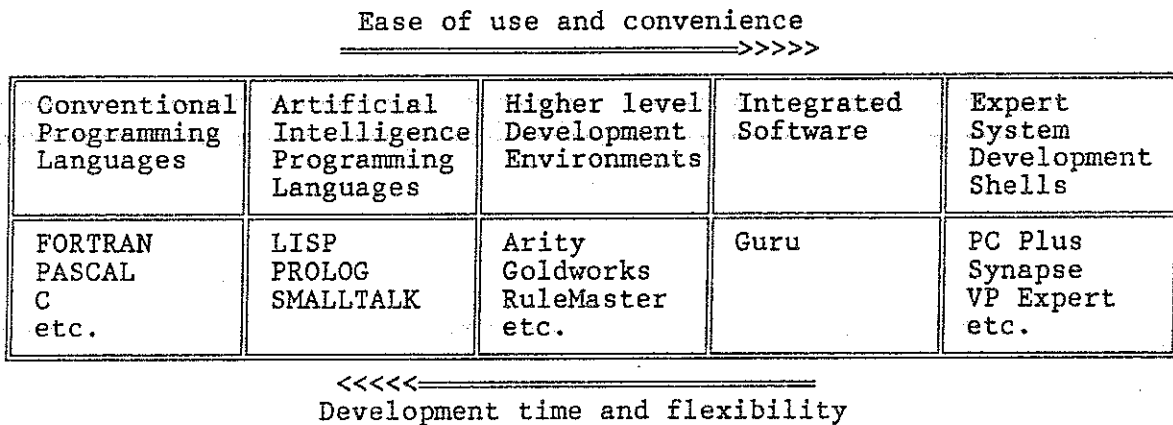 Ease of use and convenience
>>>>>
Conventional Programming Languages
Artificial Intelligence Programming Languages
Higher level Development Environments
Integrated Software
Expert System Development Shells
FORTRAN
PASCAL
C
etc.
LISP
PROLOG
SMALLTALK
Arity
Goldworks
RuleMaster
etc.
Guru
PC Plus
Synapse
VP Expert
etc.
<<<<<
Development time and flexibility